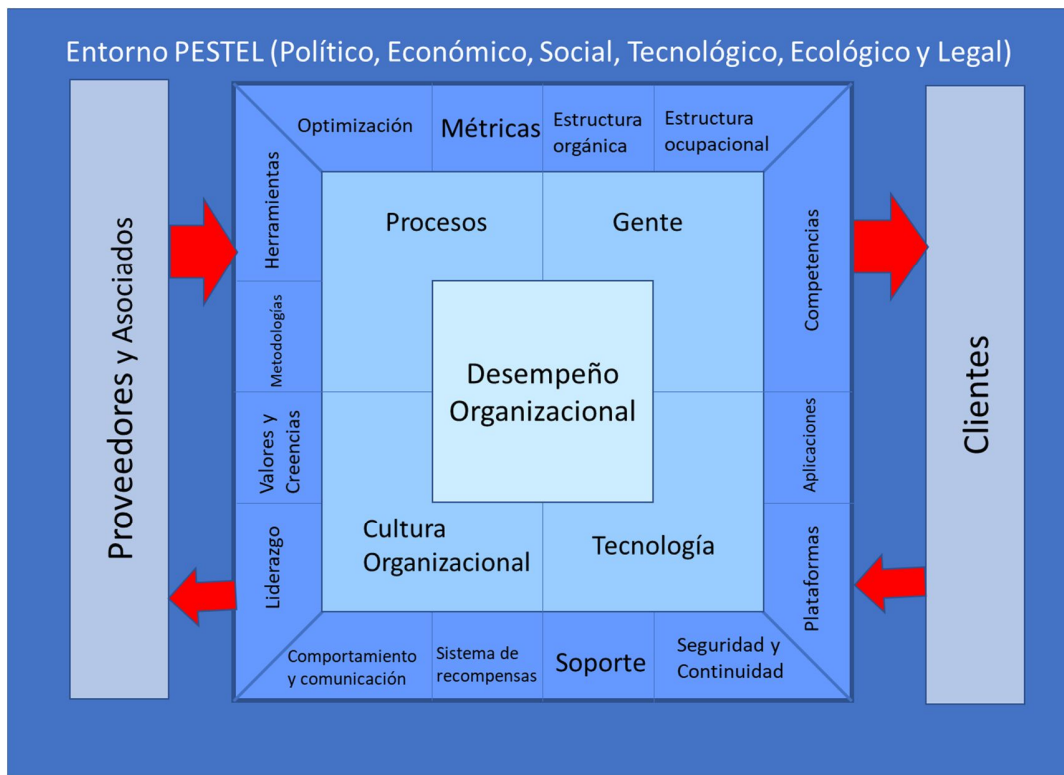 Entorno PESTEL (Político, Económico, Social, Tecnológico, Ecológico y Legal)
Proveedores y Asociados
Optimización
Métricas
Estructura
orgánica
Estructura
ocupacional
Herramientas
Metodologías
Valores y
Creencias
Liderazgo
Procesos
Gente
Desempeño
Organizacional
Cultura
Organizacional
Tecnología
Competencias
Aplicaciones
Plataformas
Comportamiento
y comunicación
Sistema de
recompensas
Soporte
Seguridad y
Continuidad
Clientes